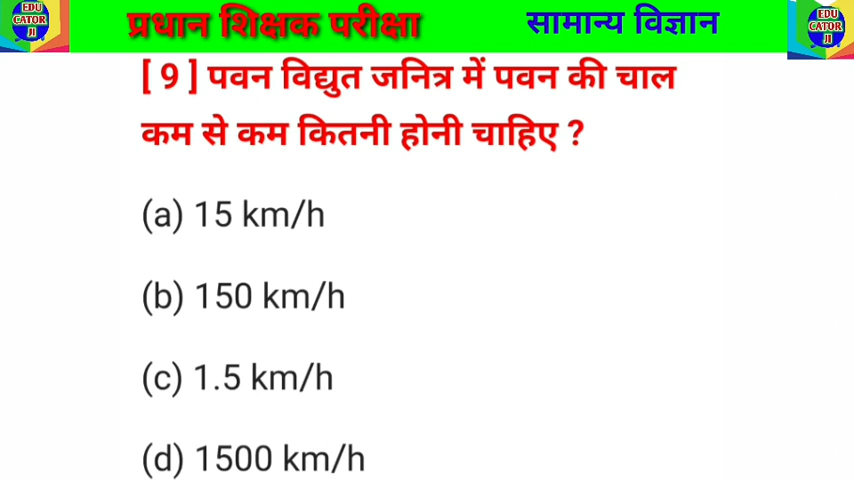 EDU
CATOR
JI
प्रधान शिक्षक परीक्षा
सामान्य विज्ञान
EDU
CATOR
JI
[ 9 ] पवन विद्युत जनित्र में पवन की चाल
कम से कम कितनी होनी चाहिए ?
(a) 15 km/h
(b) 150 km/h
(c) 1.5 km/h
(d) 1500 km/h